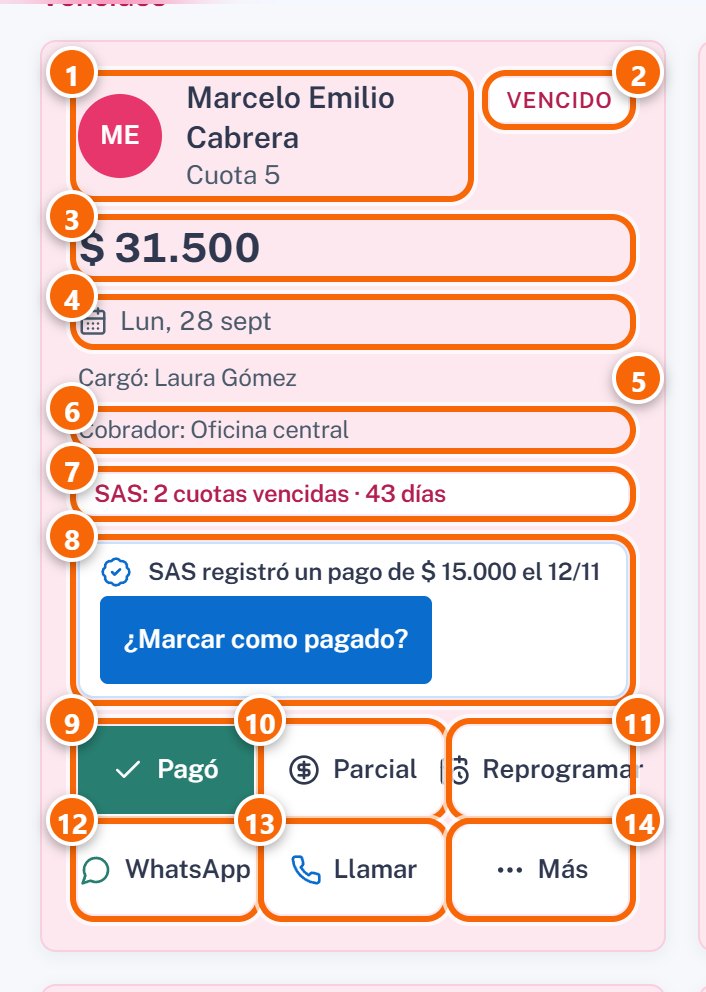 1
2
ME
Marcelo Emilio
Cabrera
Cuota 5
VENCIDO
3
$ 31.500
4
Lun, 28 sept
Cargó: Laura Gómez
5
6
Cobrador: Oficina central
7
SAS: 2 cuotas vencidas · 43 días
8
SAS registró un pago de $ 15.000 el 12/11
¿Marcar como pagado?
9
10
11
Pagó
Parcial
Reprogramar
12
13
14
WhatsApp
Llamar
Más